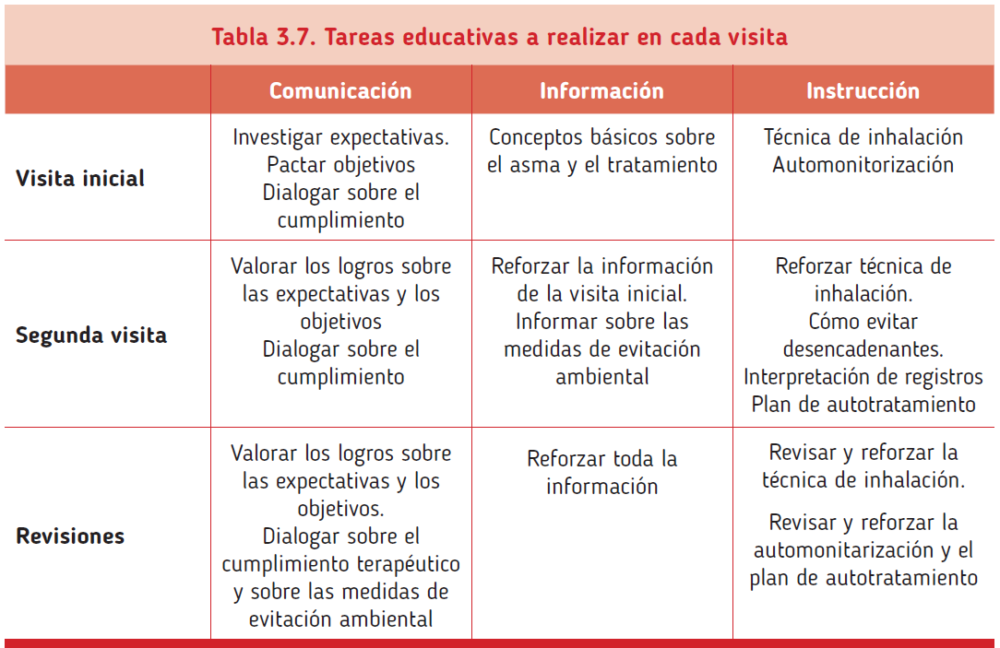 Tabla 3.7. Tareas educativas a realizar en cada visita
Comunicación
Información
Instrucción
Visita inicial
Investigar expectativas.
Pactar objetivos
Dialogar sobre el
cumplimiento
Conceptos básicos sobre
el asma y el tratamiento
Técnica de inhalación
Automonitorización
Segunda visita
Valorar los logros sobre
las expectativas y los
objetivos
Dialogar sobre el
cumplimiento
Reforzar la información
de la visita inicial.
Informar sobre las
medidas de evitación
ambiental
Reforzar técnica de
inhalación.
Cómo evitar
desencadenantes.
Interpretación de registros
Plan de autotratamiento
Revisiones
Valorar los logros sobre
las expectativas y los
objetivos.
Dialogar sobre el
cumplimiento terapéutico
y sobre las medidas de
evitación ambiental
Reforzar toda la
información
Revisar y reforzar la
técnica de inhalación.
Revisar y reforzar la
automonitarización y el
plan de autotratamiento